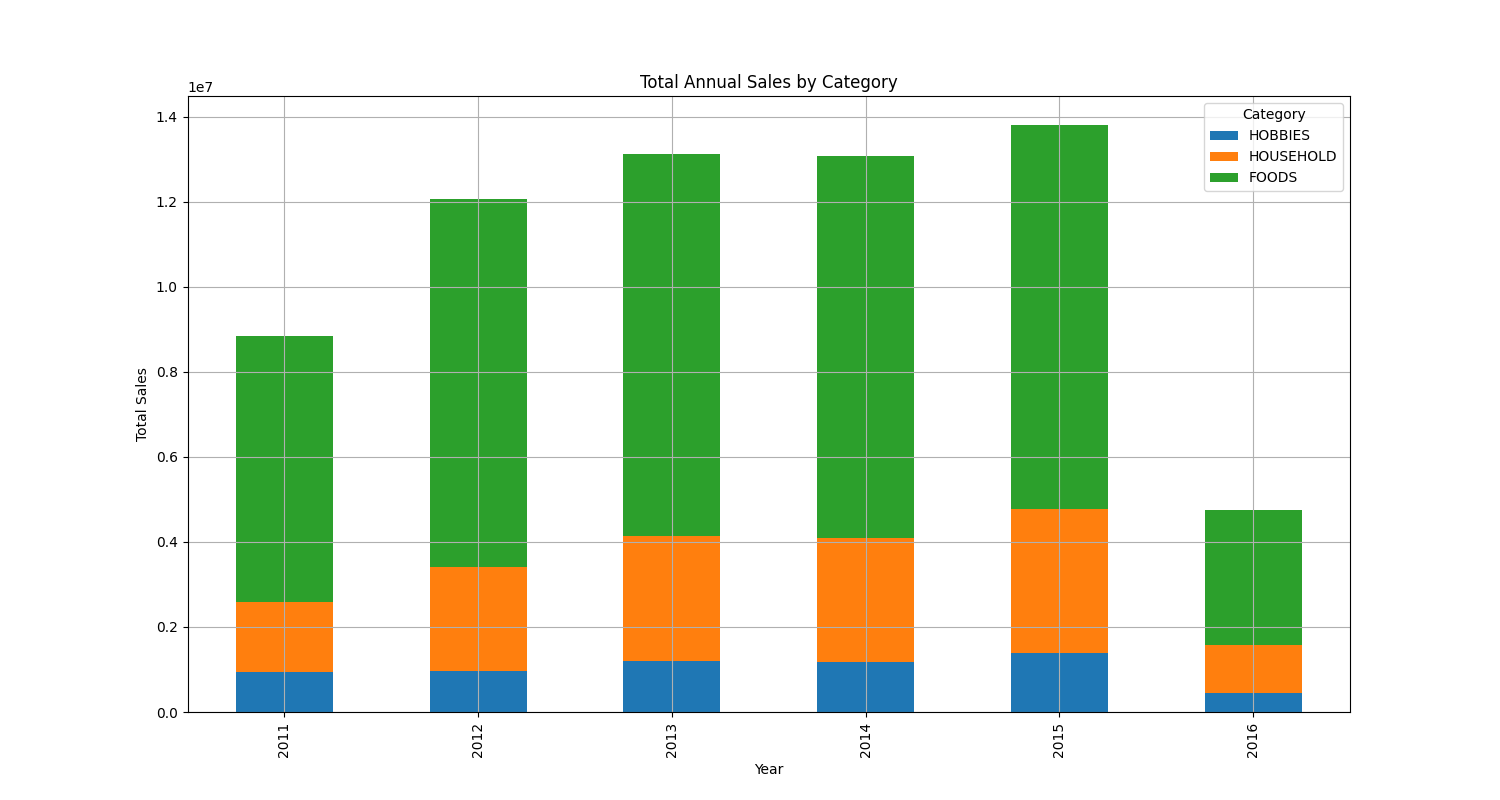 Total Annual Sales by Category
1e7
1.4
1.2
1.0
0.8
0.6
0.4
0.2
0.0
Total Sales
Category
HOBBIES
HOUSEHOLD
FOODS
2011
2012
2013
2014
2015
2016
Year